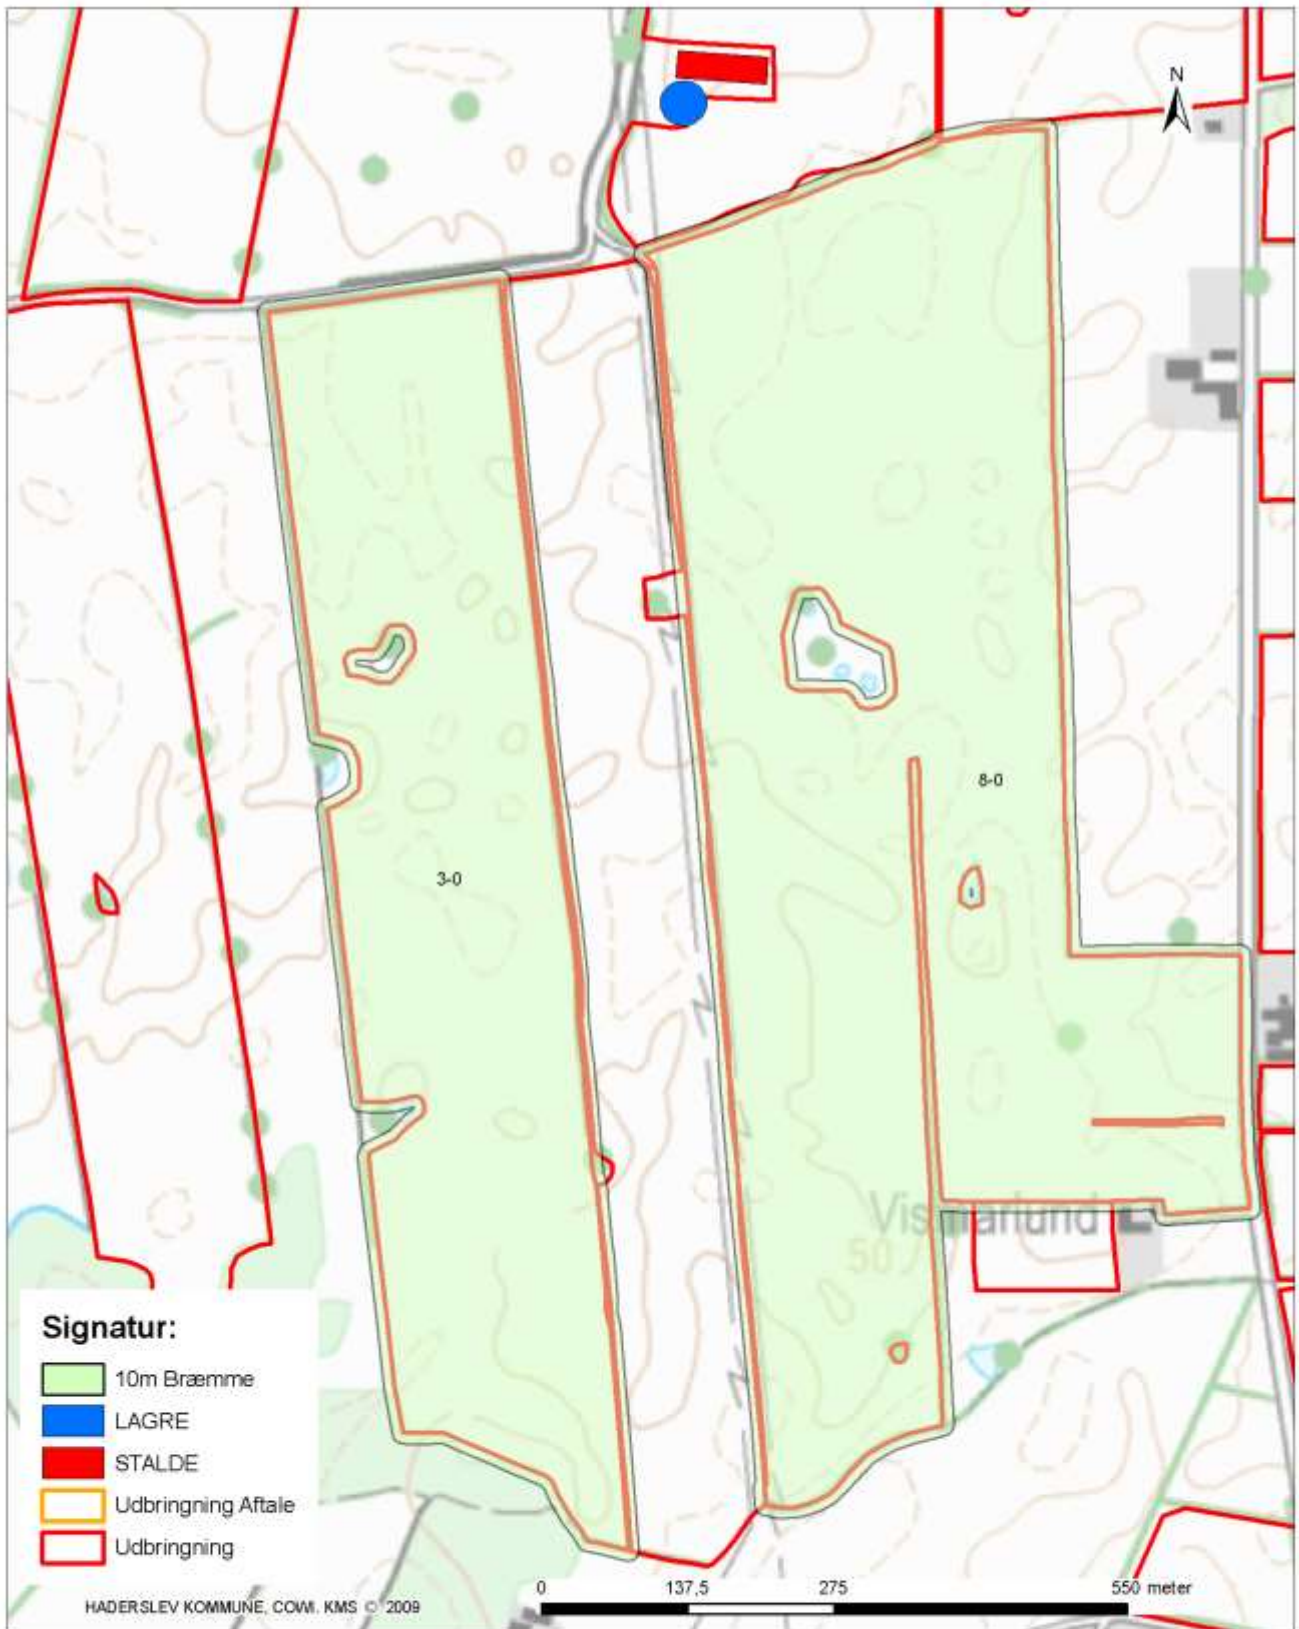 N
8-0
3-0
Vismarlund
50
Signatur:
10m Bræmme
LAGRE
STALDE
Udbringning Aftale
Udbringning
HADERSLEV KOMMUNE, COWI. KMS © 2009
0 137,5 275 550 meter